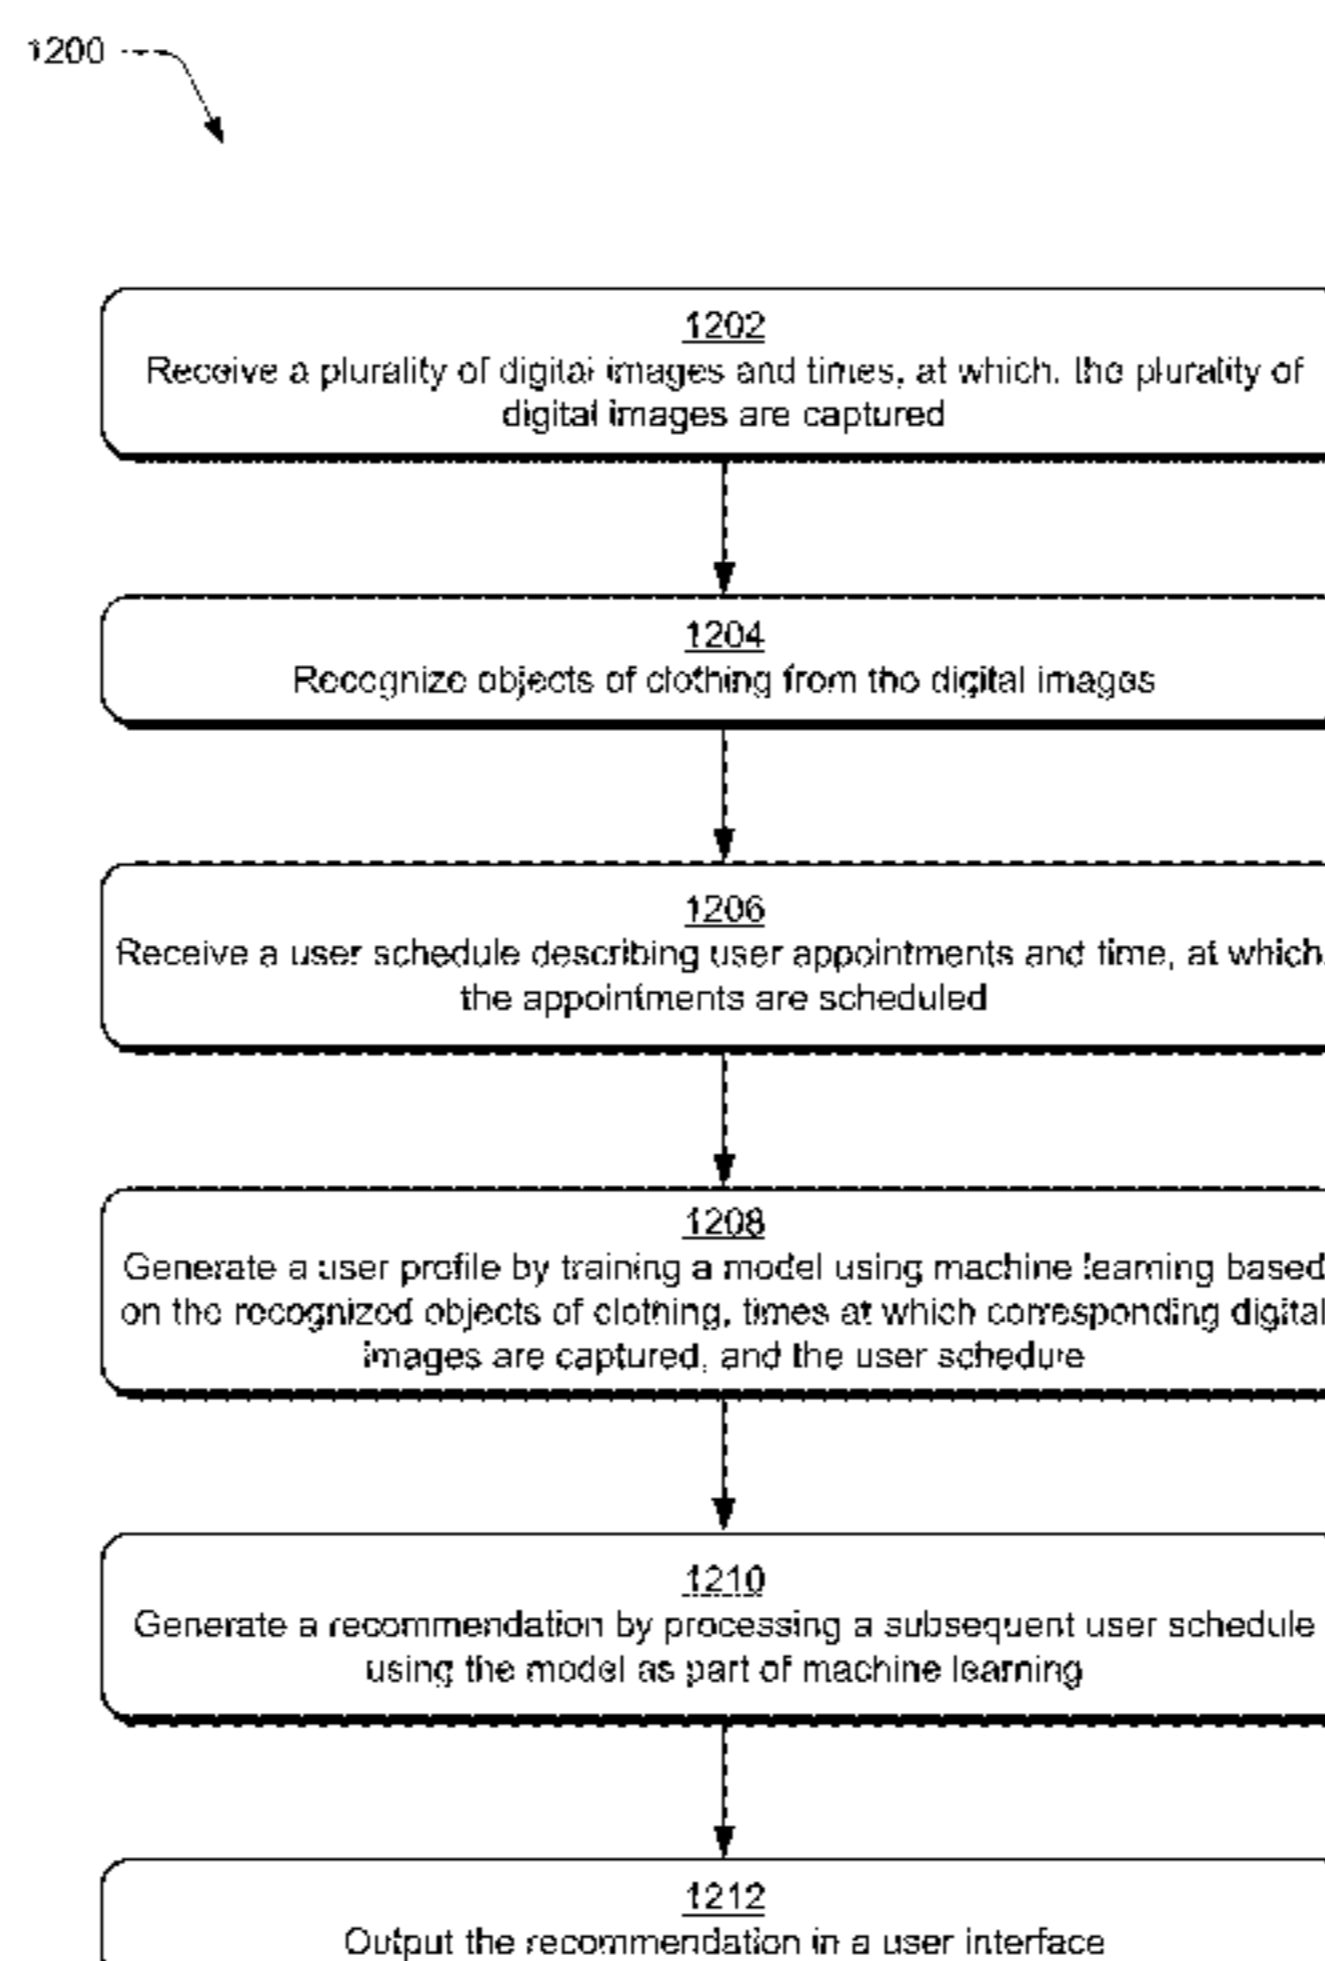 1200
1202
Receive a plurality of digital images and times, at which, the plurality of
digital images are captured
1204
Recognize objects of clothing from the digital images
1206
Receive a user schedule describing user appointments and time, at which,
the appointments are scheduled
1208
Generate a user profile by training a model using machine learning based
on the recognized objects of clothing, times at which corresponding digital
images are captured, and the user schedule
1210
Generate a recommendation by processing a subsequent user schedule
using the model as part of machine learning
1212
Output the recommendation in a user interface